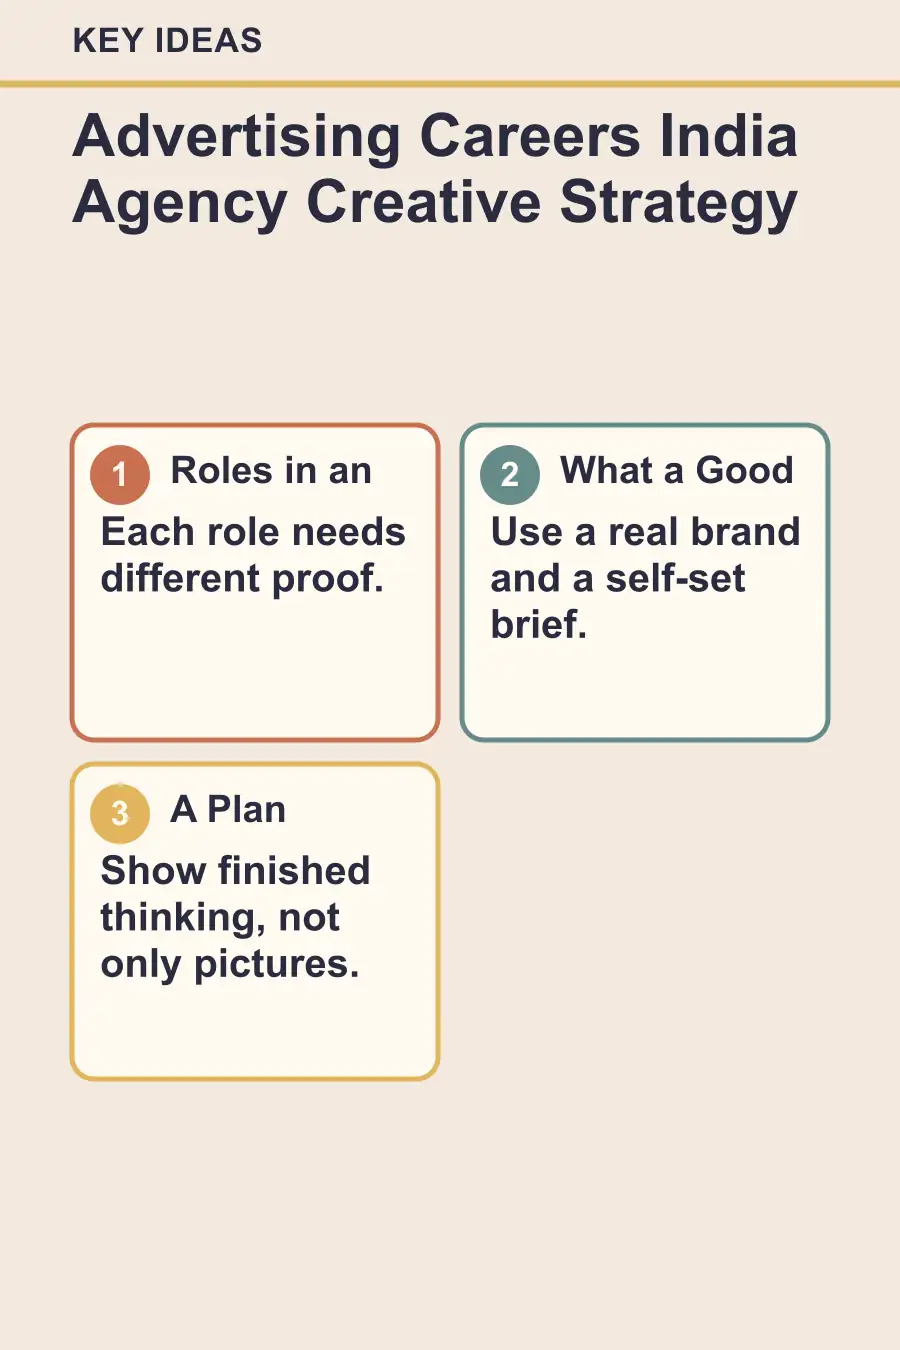 KEY IDEAS
Advertising Careers India
Agency Creative Strategy
1 Roles in an
Each role needs
different proof.
2 What a Good
Use a real brand
and a self-set
brief.
3 A Plan
Show finished
thinking, not
only pictures.